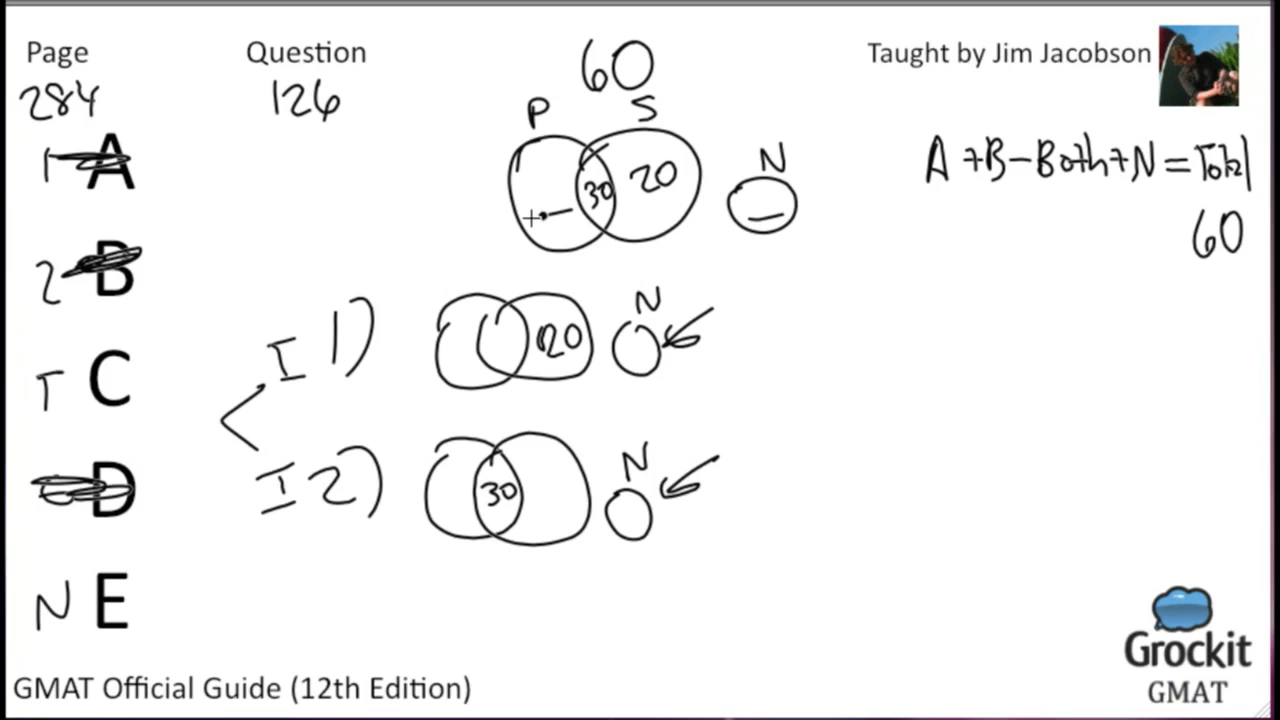 Page
284
Question
126
60
Taught by Jim Jacobson
P S N
30 20
A + B - Both + N = Total
60
1 A
2 B
T C
D
N E
I 1)
20
N
I 2)
30
N
Grockit
GMAT
GMAT Official Guide (12th Edition)